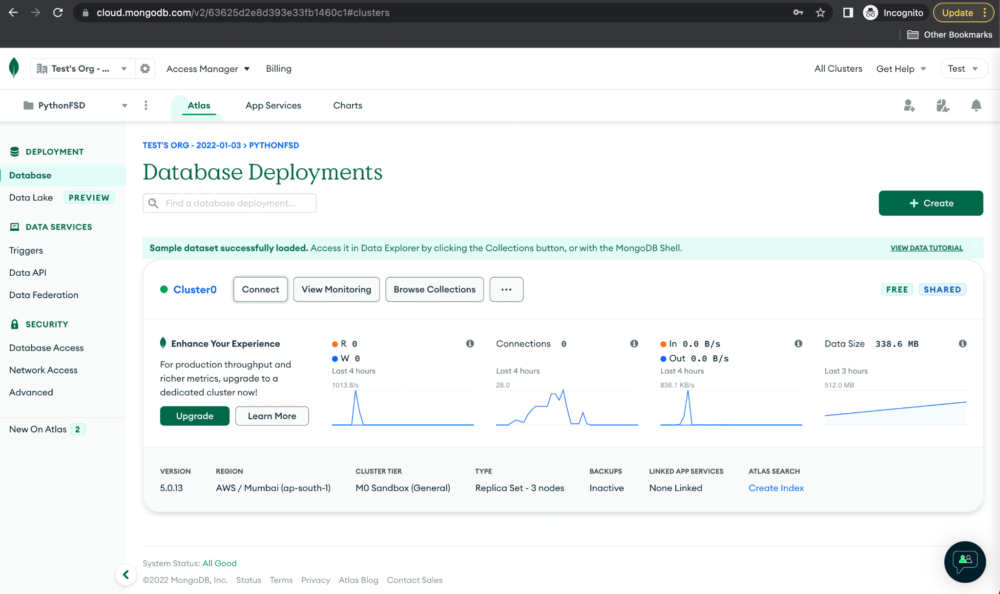 cloud.mongodb.com/v2/63625d2e8d393e33fb1460c1#clusters
Incognito
Update
Other Bookmarks
Test's Org - ...
Access Manager
Billing
All Clusters
Get Help
Test
PythonFSD
Atlas
App Services
Charts
DEPLOYMENT
Database
Data Lake PREVIEW
DATA SERVICES
Triggers
Data API
Data Federation
SECURITY
Database Access
Network Access
Advanced
New On Atlas 2
TEST'S ORG - 2022-01-03 > PYTHONFSD
Database Deployments
Find a database deployment...
+ Create
Sample dataset successfully loaded. Access it in Data Explorer by clicking the Collections button, or with the MongoDB Shell.
VIEW DATA TUTORIAL
Cluster0
Connect
View Monitoring
Browse Collections
...
FREE
SHARED
Enhance Your Experience
For production throughput and
richer metrics, upgrade to a
dedicated cluster now!
Upgrade
Learn More
R 0
W 0
Last 4 hours
1013.8/s
Connections 0
Last 4 hours
28.0
In 0.0 B/s
Out 0.0 B/s
Last 4 hours
836.1 KB/s
Data Size 338.6 MB
Last 3 hours
512.0 MB
VERSION
5.0.13
REGION
AWS / Mumbai (ap-south-1)
CLUSTER TIER
M0 Sandbox (General)
TYPE
Replica Set - 3 nodes
BACKUPS
Inactive
LINKED APP SERVICES
None Linked
ATLAS SEARCH
Create Index
System Status: All Good
©2022 MongoDB, Inc. Status Terms Privacy Atlas Blog Contact Sales